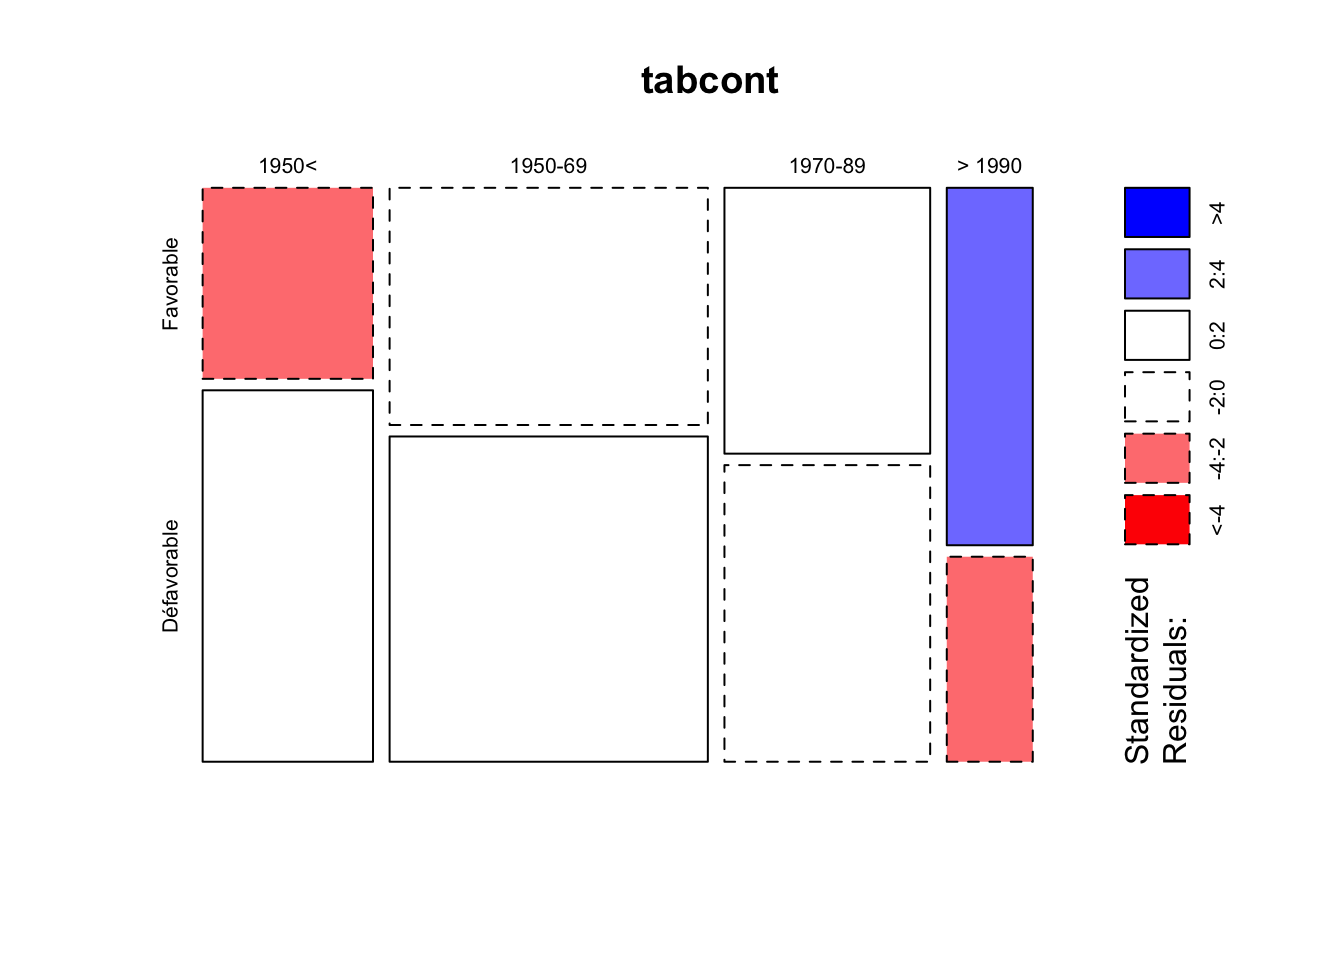 tabcont
1950<
1950-69
1970-89
> 1990
Favorable
Défavorable
>4
2:4
0:2
-2:0
-4:-2
<-4
Standardized
Residuals: